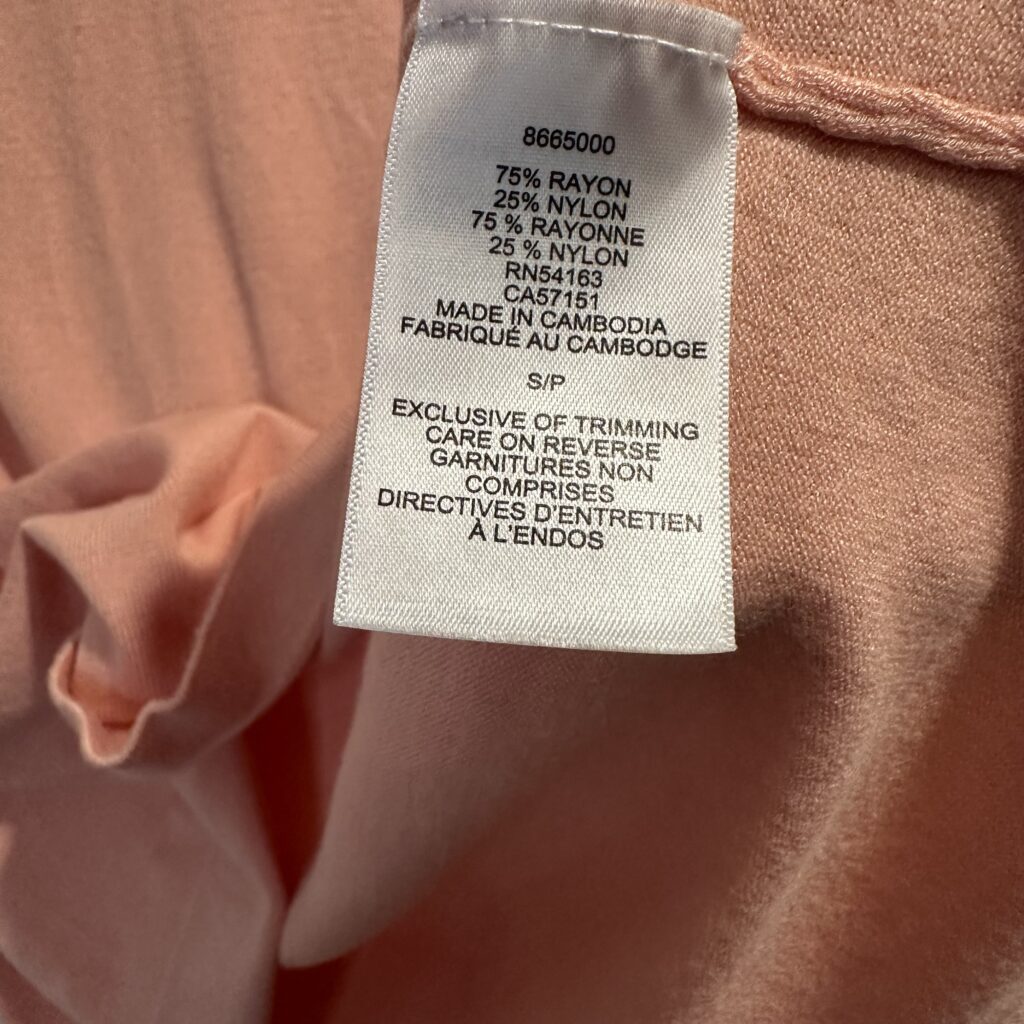 8665000
75% RAYON
25% NYLON
75 % RAYONNE
25 % NYLON
RN54163
CA57151
MADE IN CAMBODIA
FABRIQUÉ AU CAMBODGE
S/P
EXCLUSIVE OF TRIMMING
CARE ON REVERSE
GARNITURES NON
COMPRISES
DIRECTIVES D'ENTRETIEN
À L'ENDOS